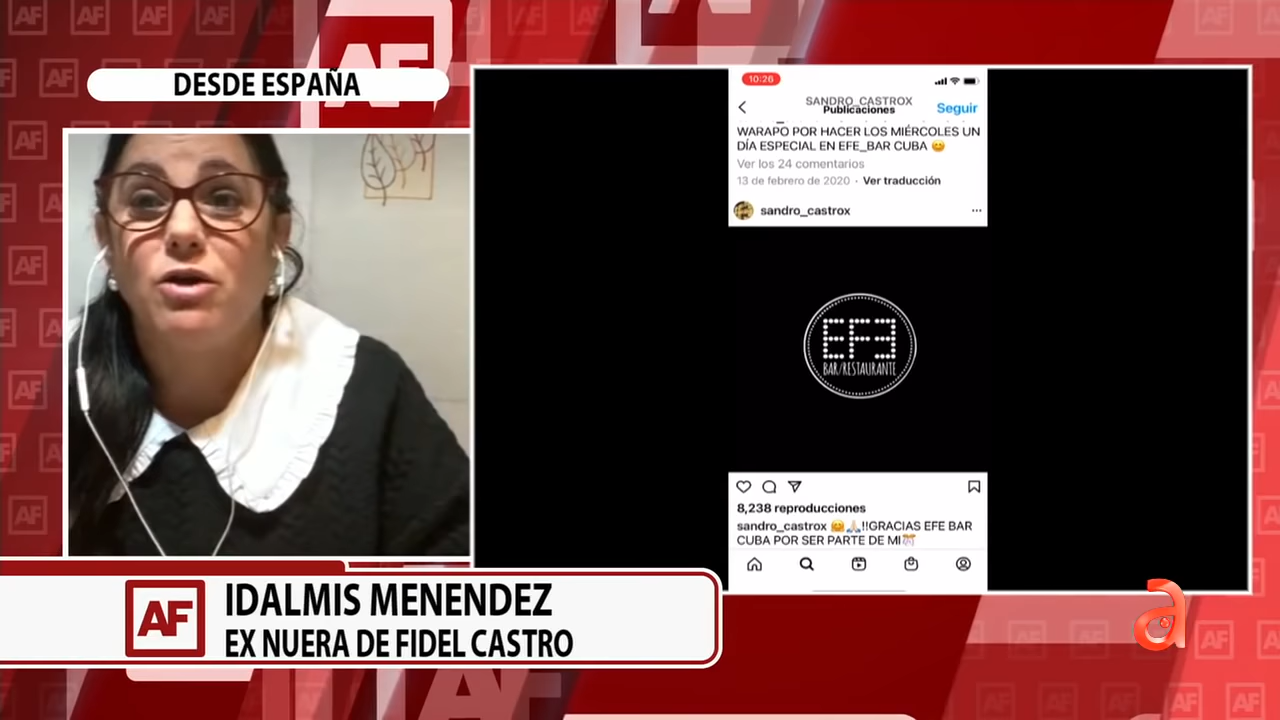 DESDE ESPAÑA
10:26
SANDRO_CASTROX
Publicaciones
Seguir
WARAPO POR HACER LOS MIÉRCOLES UN
DÍA ESPECIAL EN EFE_BAR CUBA 😊
Ver los 24 comentarios
13 de febrero de 2020 · Ver traducción
sandro_castrox
EFE
BAR/RESTAURANTE
8,238 reproducciones
sandro_castrox 🤗🙏🏻!!GRACIAS EFE BAR
CUBA POR SER PARTE DE MI🎊
AF
IDALMIS MENENDEZ
EX NUERA DE FIDEL CASTRO
a